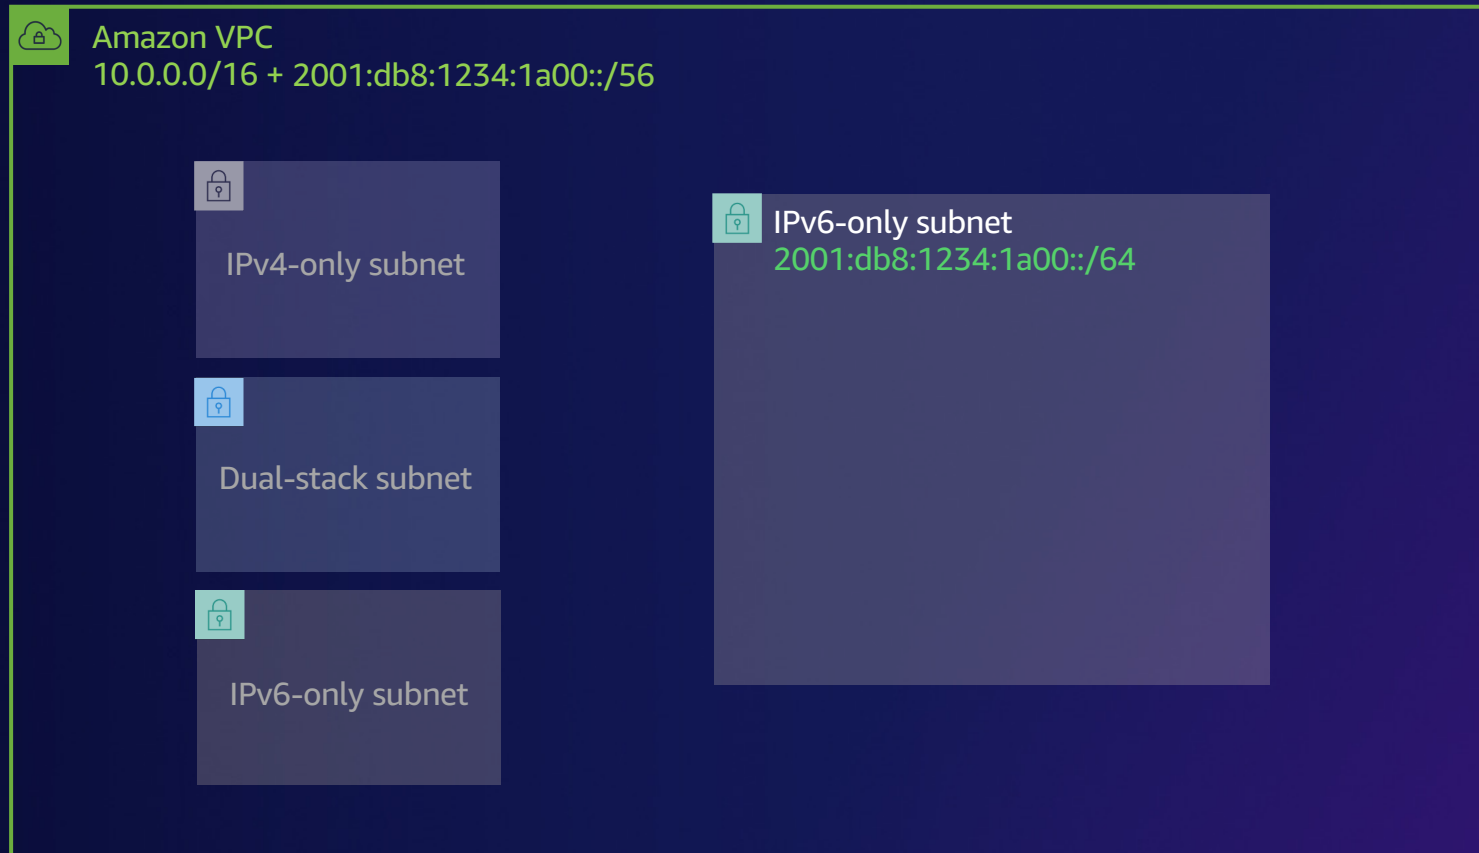 Amazon VPC
10.0.0.0/16 + 2001:db8:1234:1a00::/56
IPv4-only subnet
Dual-stack subnet
IPv6-only subnet
IPv6-only subnet
2001:db8:1234:1a00::/64